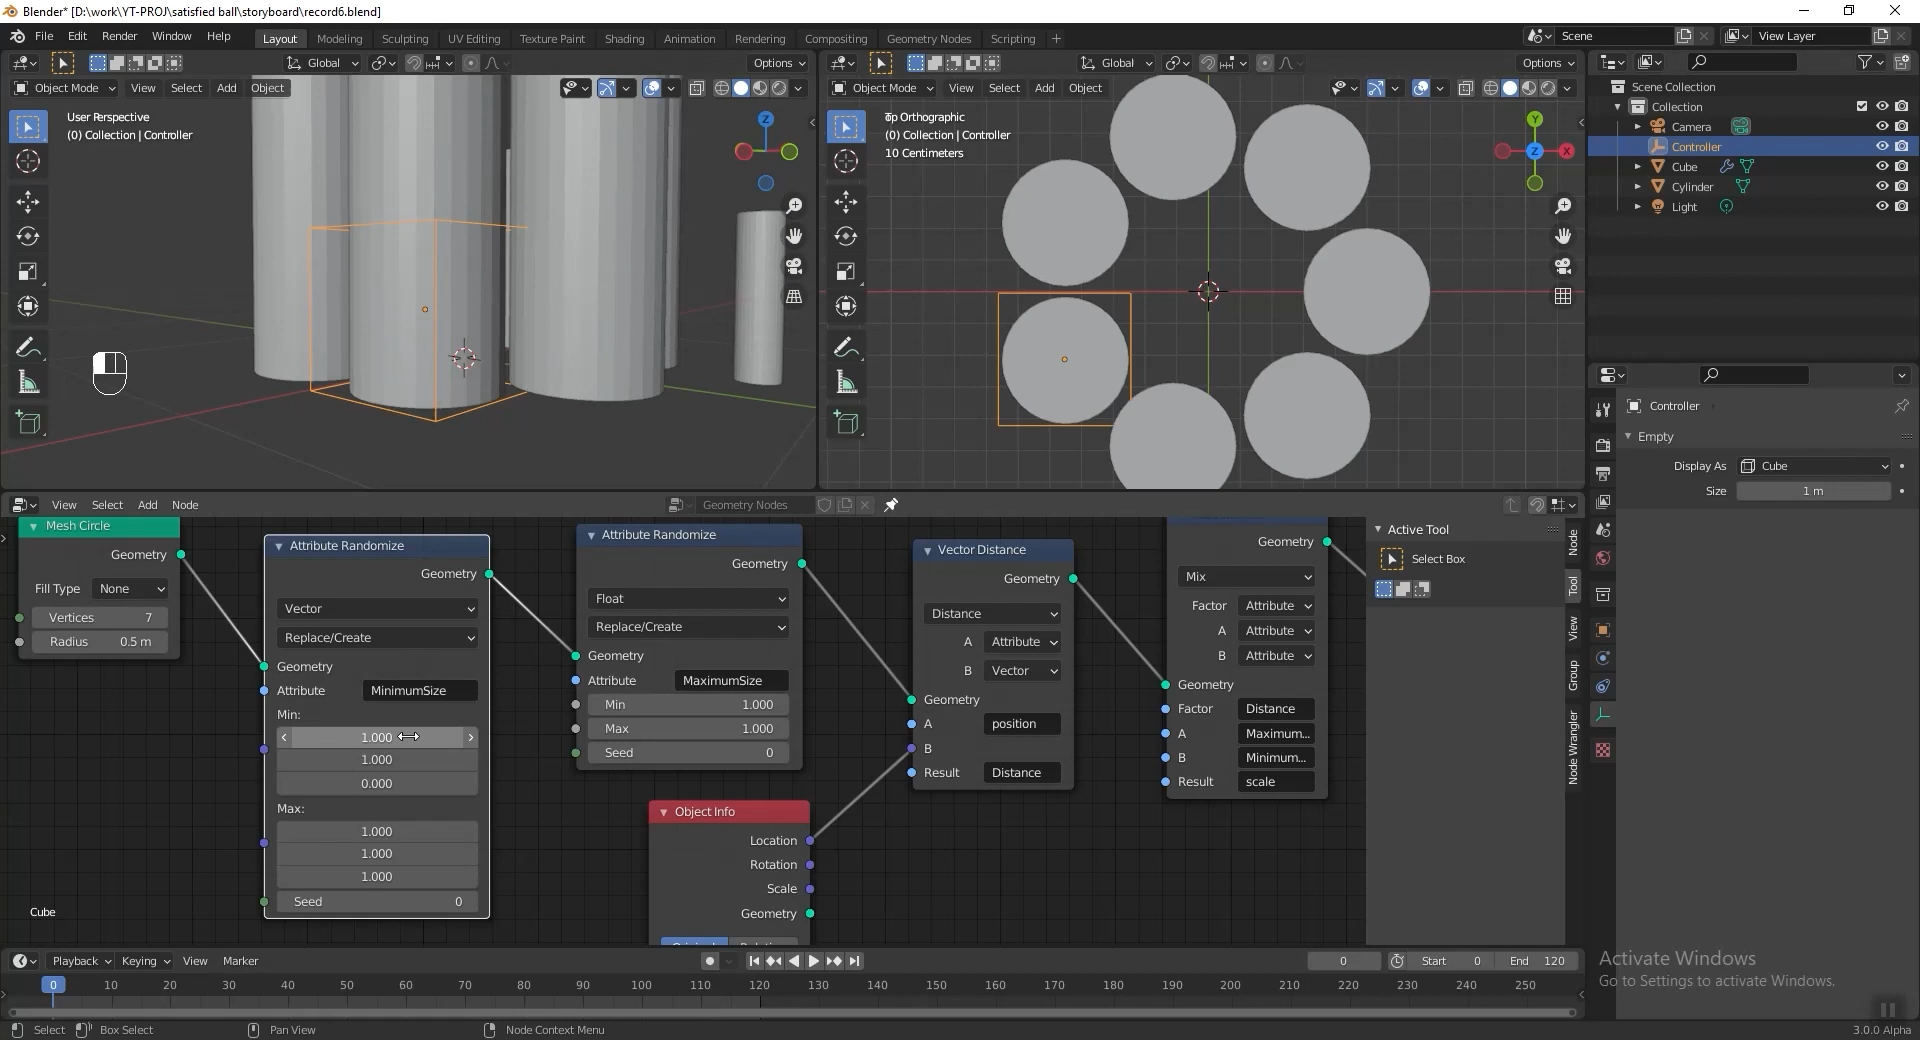 Blender* [D:\work\YT-PROJ\satisfied ball\storyboard\record6.blend]
File Edit Render Window Help
Layout Modeling Sculpting UV Editing Texture Paint Shading Animation Rendering Compositing Geometry Nodes Scripting +
Scene
View Layer
Global
Options
Global
Options
Object Mode View Select Add Object
Object Mode View Select Add Object
User Perspective
(0) Collection | Controller
Z
Top Orthographic
(0) Collection | Controller
10 Centimeters
Y
Z
X
Scene Collection
Collection
Camera
Controller
Cube
Cylinder
Light
Controller
Empty
Display As Cube
Size 1 m
View Select Add Node
Geometry Nodes
Mesh Circle
Geometry
Fill Type None
Vertices 7
Radius 0.5 m
Attribute Randomize
Geometry
Vector
Replace/Create
Geometry
Attribute MinimumSize
Min:
1.000
1.000
0.000
Max:
1.000
1.000
1.000
Seed 0
Attribute Randomize
Geometry
Float
Replace/Create
Geometry
Attribute MaximumSize
Min 1.000
Max 1.000
Seed 0
Object Info
Location
Rotation
Scale
Geometry
Vector Distance
Geometry
Distance
A Attribute
B Vector
Geometry
A position
B
Result Distance
Geometry
Mix
Factor Attribute
A Attribute
B Attribute
Geometry
Factor Distance
A Maximum...
B Minimum...
Result scale
Active Tool
Select Box
Node
Tool
View
Group
Node Wrangler
Cube
Playback Keying View Marker
0
Start 0
End 120
0 10 20 30 40 50 60 70 80 90 100 110 120 130 140 150 160 170 180 190 200 210 220 230 240 250
Activate Windows
Go to Settings to activate Windows.
Select
Box Select
Pan View
Node Context Menu
3.0.0 Alpha